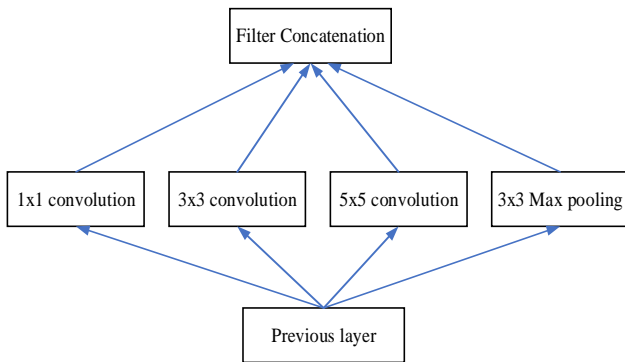 Filter Concatenation
1x1 convolution
3x3 convolution
5x5 convolution
3x3 Max pooling
Previous layer